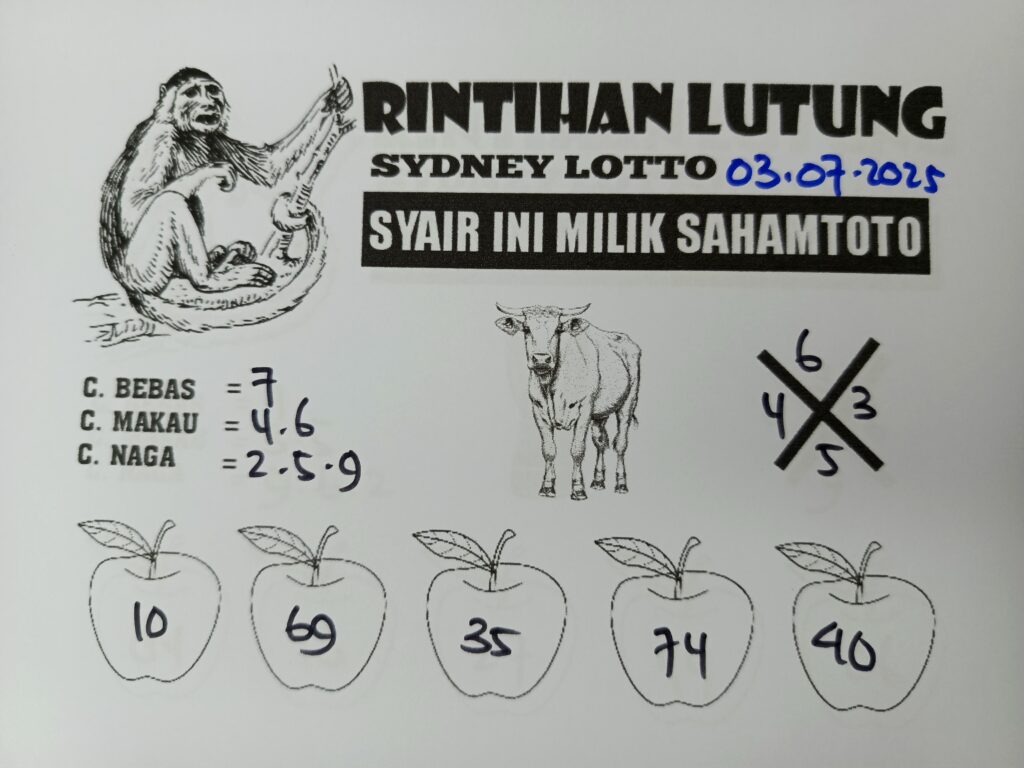 RINTIHAN LUTUNG
SYDNEY LOTTO 03.07.2025
SYAIR INI MILIK SAHAMTOTO
C. BEBAS = 7
C. MAKAU = 4.6
C. NAGA = 2.5.9
6
4 3
5
10 69 35 74 40